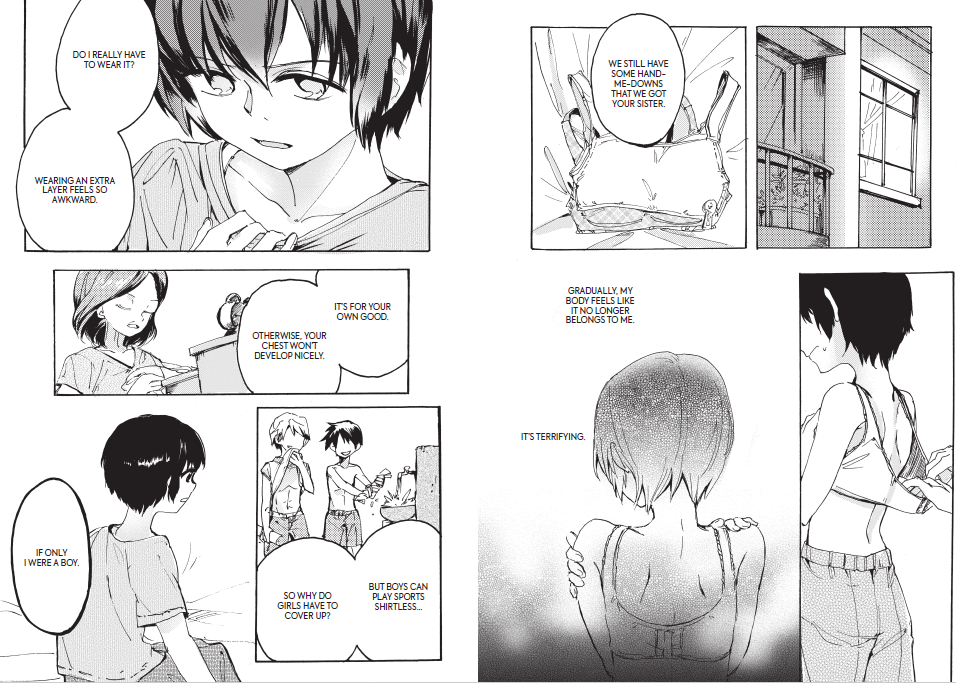 WE STILL HAVE
SOME HAND-
ME-DOWNS
THAT WE GOT
YOUR SISTER.
GRADUALLY, MY
BODY FEELS LIKE
IT NO LONGER
BELONGS TO ME.
IT'S TERRIFYING.
DO I REALLY HAVE
TO WEAR IT?
WEARING AN EXTRA
LAYER FEELS SO
AWKWARD.
IT'S FOR YOUR
OWN GOOD.
OTHERWISE, YOUR
CHEST WON'T
DEVELOP NICELY.
BUT BOYS CAN
PLAY SPORTS
SHIRTLESS...
SO WHY DO
GIRLS HAVE TO
COVER UP?
IF ONLY
I WERE A BOY.